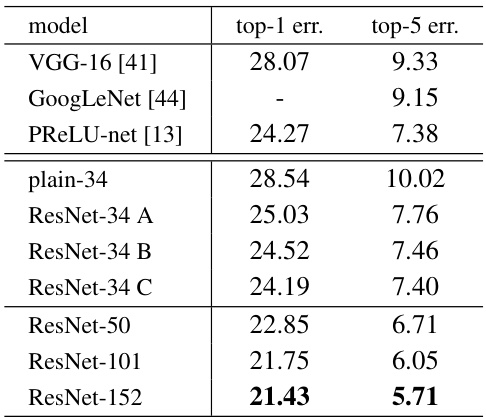 model top-1 err. top-5 err.
VGG-16 [41] 28.07 9.33
GoogLeNet [44] - 9.15
PReLU-net [13] 24.27 7.38
plain-34 28.54 10.02
ResNet-34 A 25.03 7.76
ResNet-34 B 24.52 7.46
ResNet-34 C 24.19 7.40
ResNet-50 22.85 6.71
ResNet-101 21.75 6.05
ResNet-152 21.43 5.71